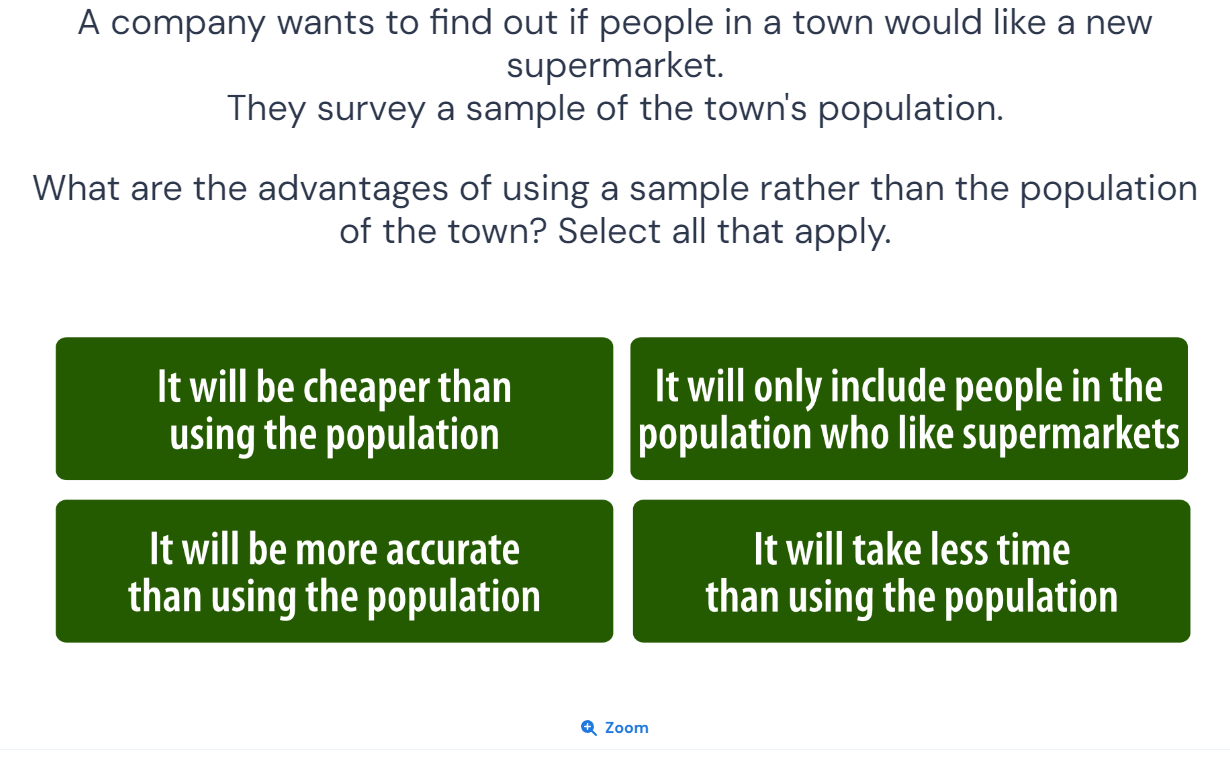 A company wants to find out if people in a town would like a new
supermarket.
They survey a sample of the town's population.
What are the advantages of using a sample rather than the population
of the town? Select all that apply.
It will be cheaper than
using the population
It will only include people in the
population who like supermarkets
It will be more accurate
than using the population
It will take less time
than using the population
Zoom